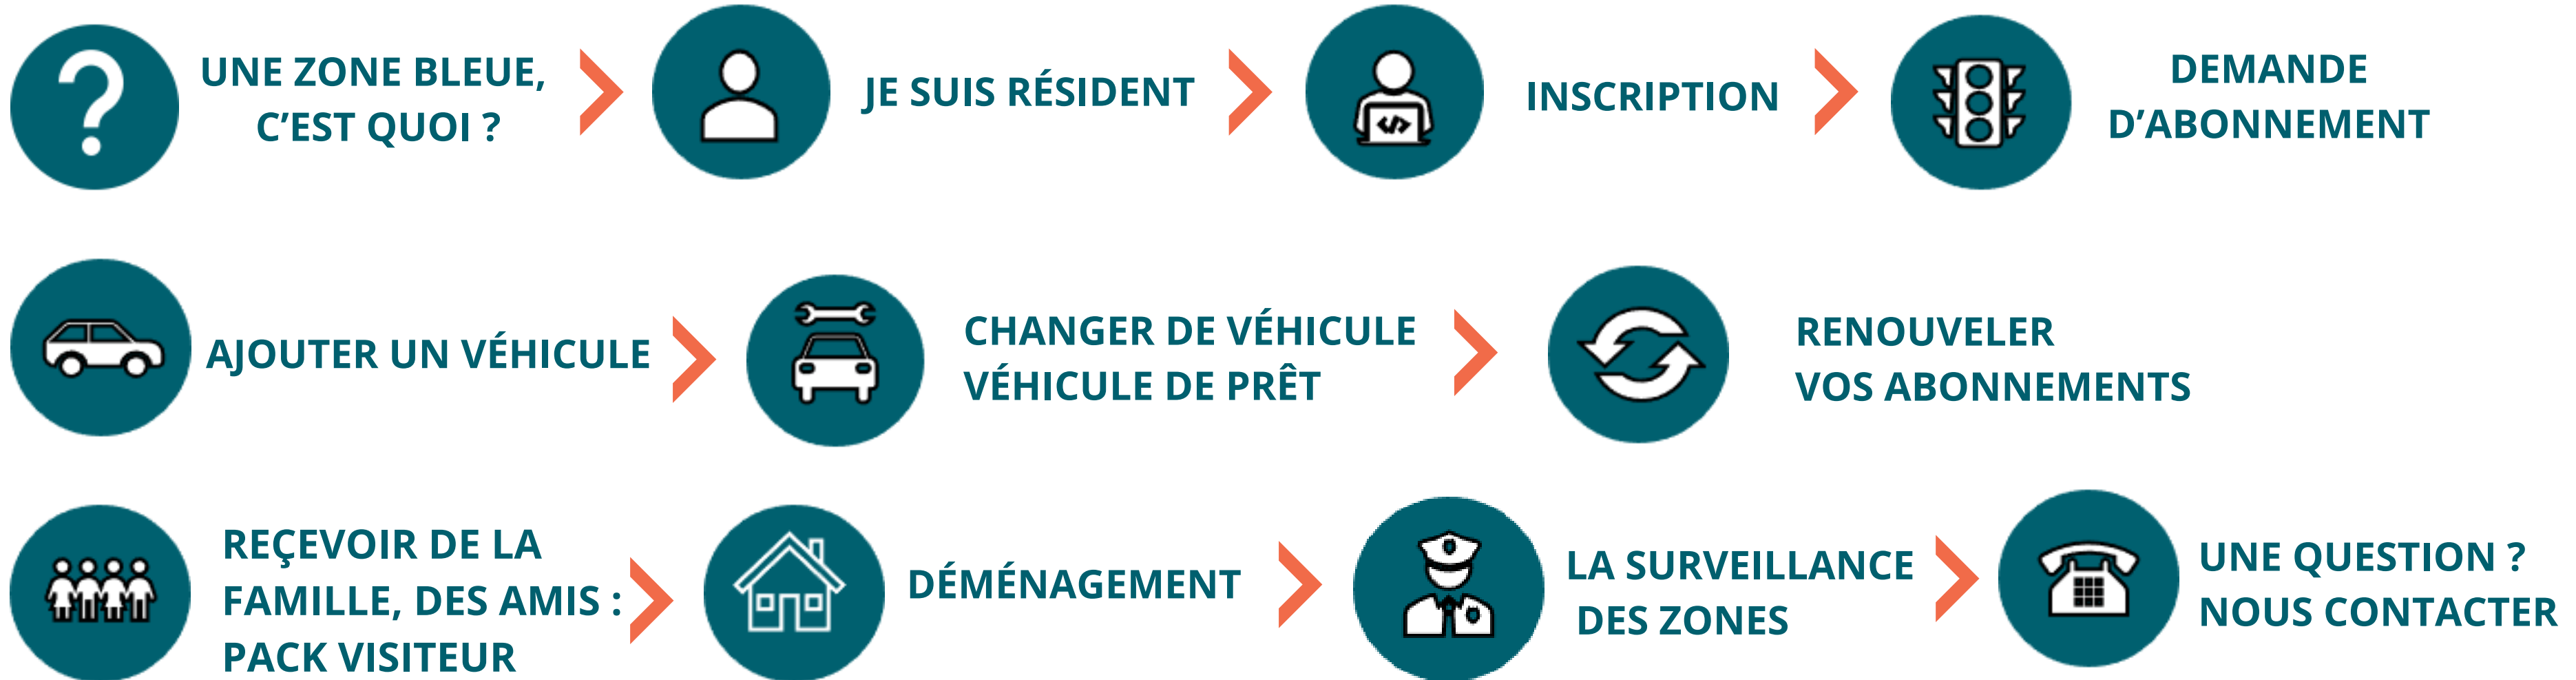 UNE ZONE BLEUE,
C'EST QUOI ?
JE SUIS RÉSIDENT
INSCRIPTION
DEMANDE
D'ABONNEMENT
AJOUTER UN VÉHICULE
CHANGER DE VÉHICULE
VÉHICULE DE PRÊT
RENOUVELER
VOS ABONNEMENTS
REÇEVOIR DE LA
FAMILLE, DES AMIS :
PACK VISITEUR
DÉMÉNAGEMENT
LA SURVEILLANCE
DES ZONES
UNE QUESTION ?
NOUS CONTACTER